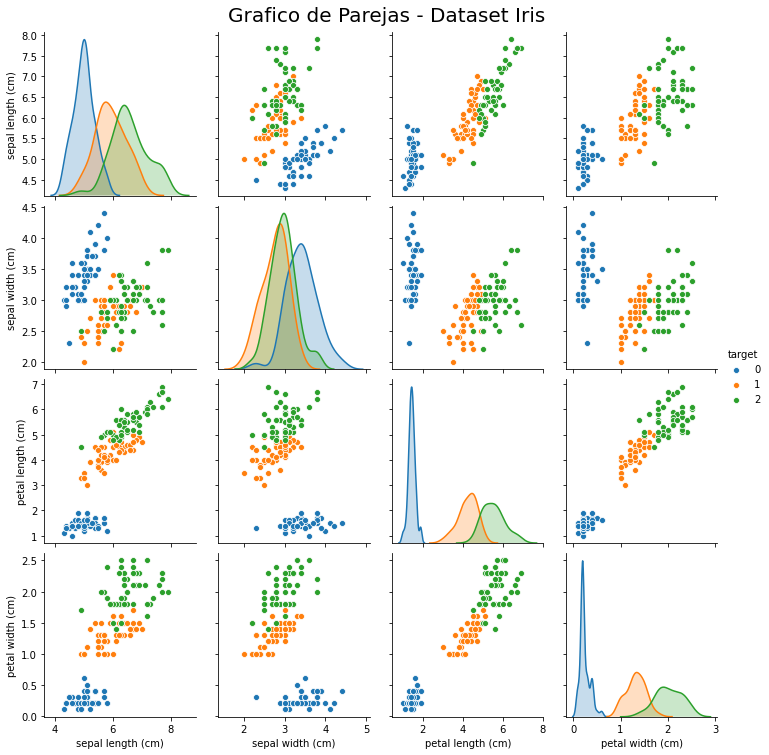 Grafico de Parejas - Dataset Iris
8.0
7.5
7.0
6.5
6.0
5.5
5.0
4.5
sepal length (cm)
4.5
4.0
3.5
3.0
2.5
2.0
sepal width (cm)
target
0
1
2
7
6
5
4
3
2
1
petal length (cm)
2.5
2.0
1.5
1.0
0.5
0.0
petal width (cm)
4 6 8
2 3 4 5
2 4 6 8
0 1 2 3
sepal length (cm) sepal width (cm) petal length (cm) petal width (cm)